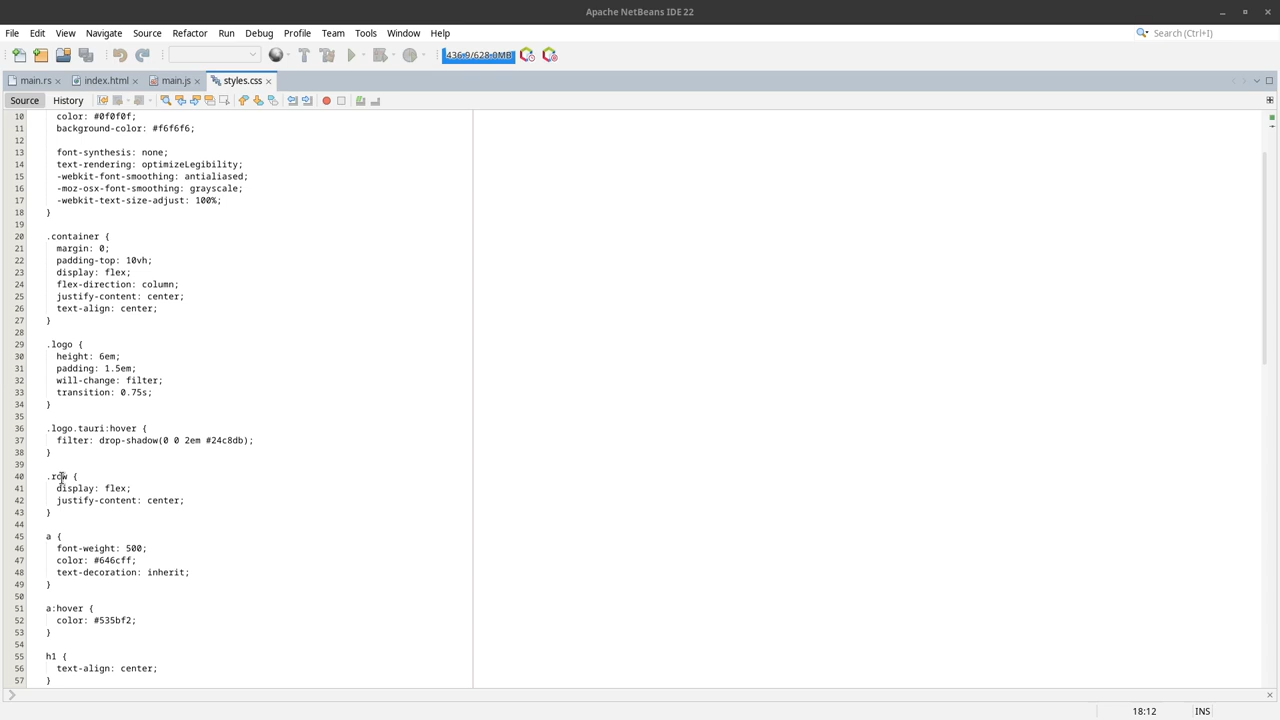 Apache NetBeans IDE 22
File Edit View Navigate Source Refactor Run Debug Profile Team Tools Window Help Search (Ctrl+I)
436.9/628.0MB
main.rs index.html main.js styles.css
Source History
10 color: #0f0f0f;
11 background-color: #f6f6f6;
12
13 font-synthesis: none;
14 text-rendering: optimizeLegibility;
15 -webkit-font-smoothing: antialiased;
16 -moz-osx-font-smoothing: grayscale;
17 -webkit-text-size-adjust: 100%;
18 }
19
20 .container {
21 margin: 0;
22 padding-top: 10vh;
23 display: flex;
24 flex-direction: column;
25 justify-content: center;
26 text-align: center;
27 }
28
29 .logo {
30 height: 6em;
31 padding: 1.5em;
32 will-change: filter;
33 transition: 0.75s;
34 }
35
36 .logo.tauri:hover {
37 filter: drop-shadow(0 0 2em #24c8db);
38 }
39
40 .row {
41 display: flex;
42 justify-content: center;
43 }
44
45 a {
46 font-weight: 500;
47 color: #646cff;
48 text-decoration: inherit;
49 }
50
51 a:hover {
52 color: #535bf2;
53 }
54
55 h1 {
56 text-align: center;
57 }
18:12 INS